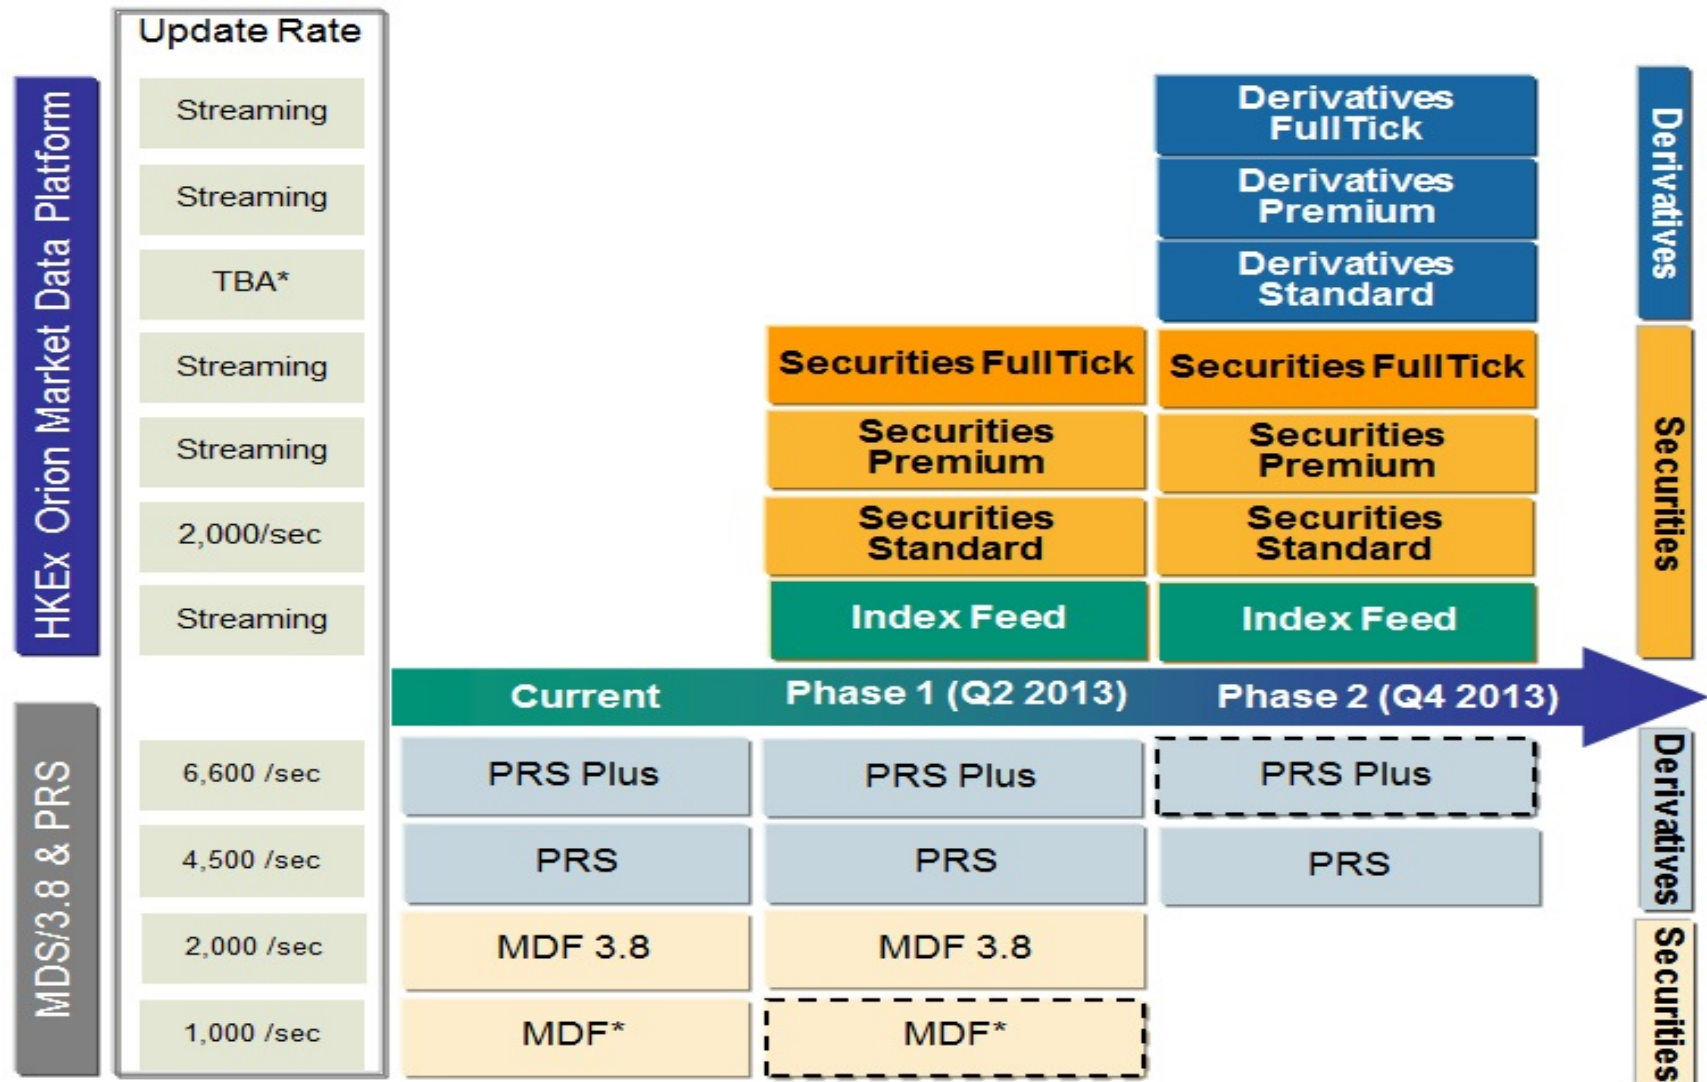 Update Rate
HKEx Orion Market Data Platform
Streaming
Derivatives
FullTick
Streaming
Derivatives
Premium
TBA*
Derivatives
Standard
Derivatives
Streaming
Securities FullTick
Securities FullTick
Streaming
Securities
Premium
Securities
Premium
2,000/sec
Securities
Standard
Securities
Standard
Streaming
Index Feed
Index Feed
Securities
Current
Phase 1 (Q2 2013)
Phase 2 (Q4 2013)
MDS/3.8 & PRS
6,600 /sec
PRS Plus
PRS Plus
PRS Plus
4,500 /sec
PRS
PRS
PRS
Derivatives
2,000 /sec
MDF 3.8
MDF 3.8
1,000 /sec
MDF*
MDF*
Securities